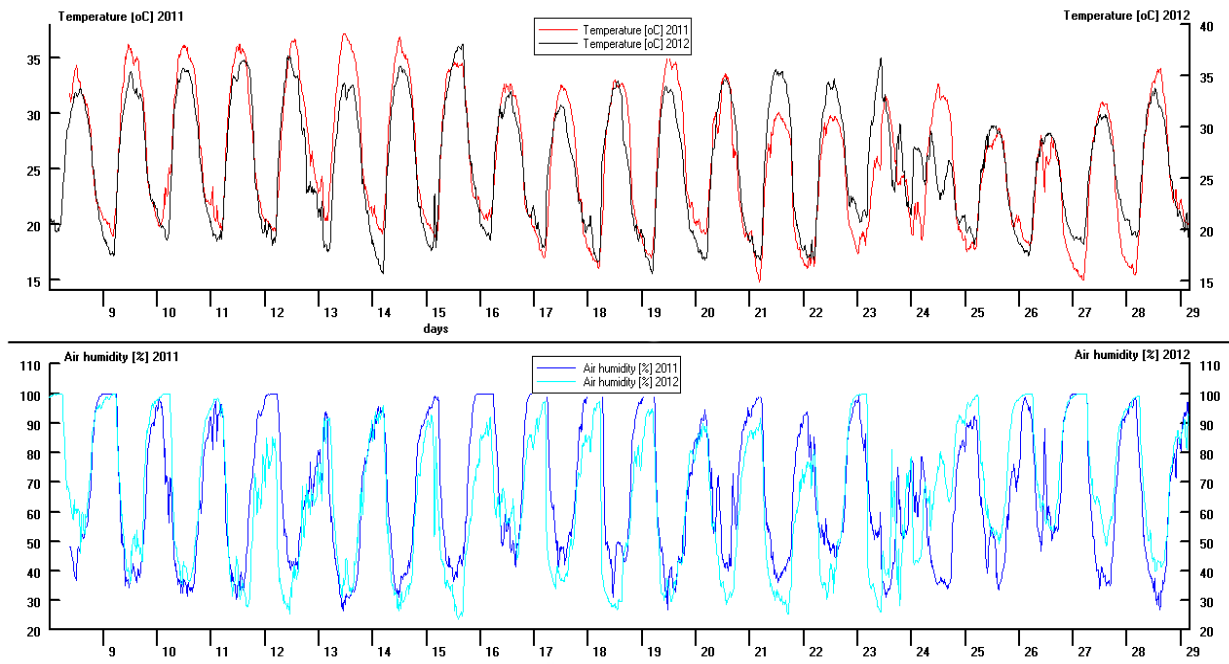 Temperature [oC] 2011
Temperature [oC] 2012
Temperature [oC] 2011
Temperature [oC] 2012
40
35
35
30
30
25
25
20
20
15
15
9 10 11 12 13 14 15 16 17 18 19 20 21 22 23 24 25 26 27 28 29
days
Air humidity [%] 2011
Air humidity [%] 2012
Air humidity [%] 2011
Air humidity [%] 2012
110 110
100 100
90 90
80 80
70 70
60 60
50 50
40 40
30 30
20 20
9 10 11 12 13 14 15 16 17 18 19 20 21 22 23 24 25 26 27 28 29